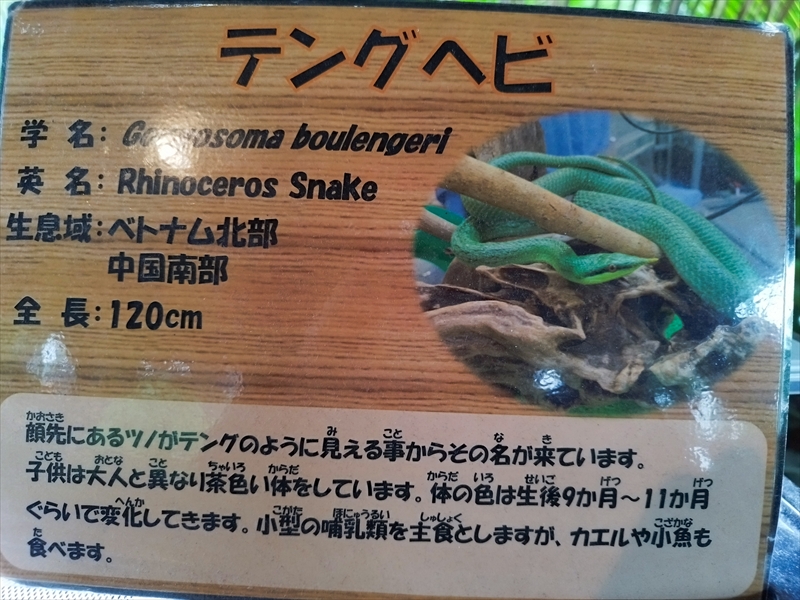 テングヘビ
学 名: Gonyosoma boulengeri
英 名: Rhinoceros Snake
生息域:ベトナム北部
中国南部
全 長:120cm
顔先にあるツノがテングのように見える事からその名が来ています。
子供は大人と異なり茶色い体をしています。体の色は生後9か月~11か月
ぐらいで変化してきます。小型の哺乳類を主食としますが、カエルや小魚も
食べます。